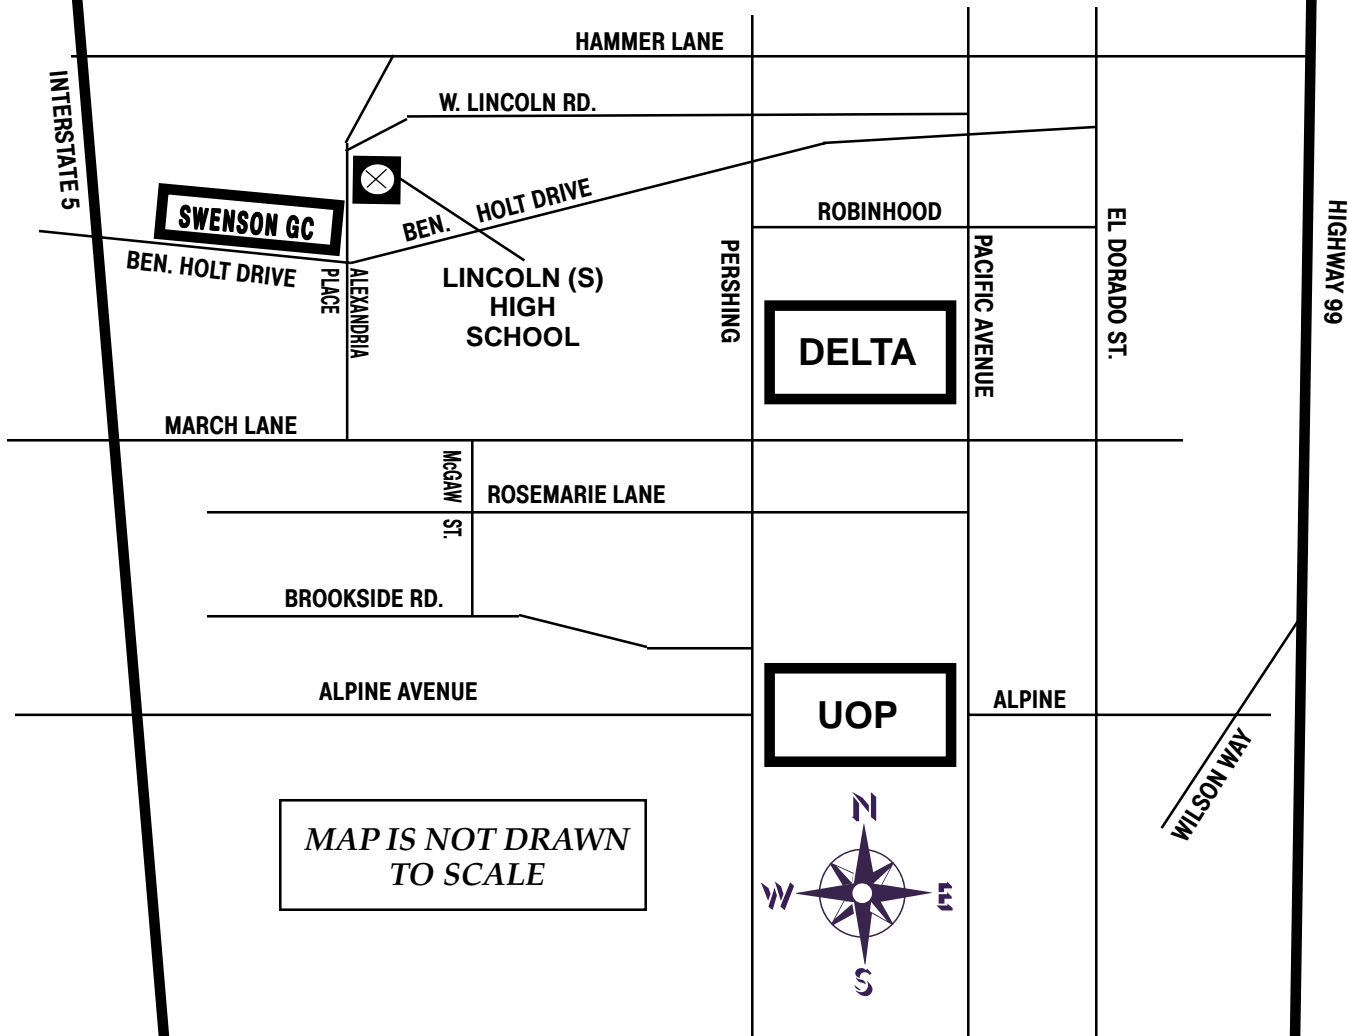 HAMMER LANE
INTERSTATE 5
W. LINCOLN RD.
SWENSON GC
BEN. HOLT DRIVE
BEN. HOLT DRIVE
ROBINHOOD
HIGHWAY 99
EL DORADO ST.
PERSHING
PACIFIC AVENUE
ALEXANDRIA
PLACE
LINCOLN (S)
HIGH
SCHOOL
DELTA
MARCH LANE
McGAW ST.
ROSEMARIE LANE
BROOKSIDE RD.
ALPINE AVENUE
UOP
ALPINE
WILSON WAY
MAP IS NOT DRAWN
TO SCALE
N
W
E
S